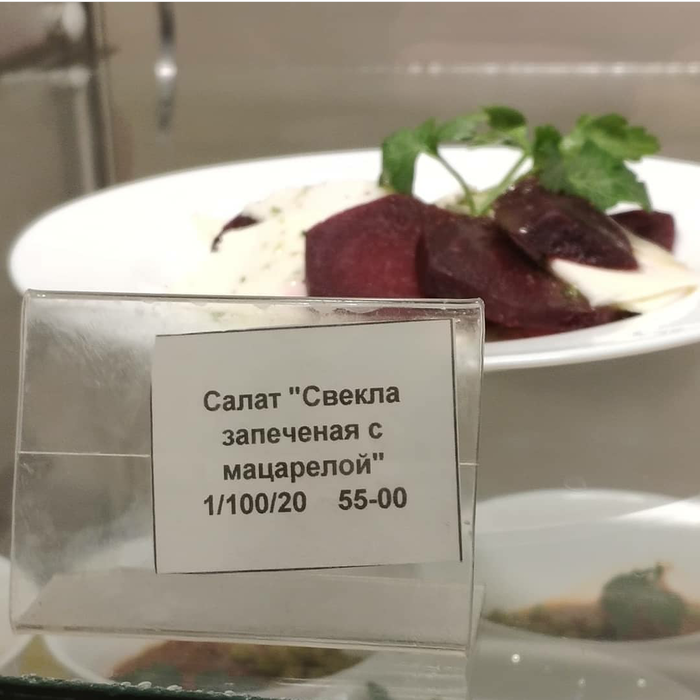 Салат "Свекла
запеченая с
мацарелой"
1/100/20 55-00